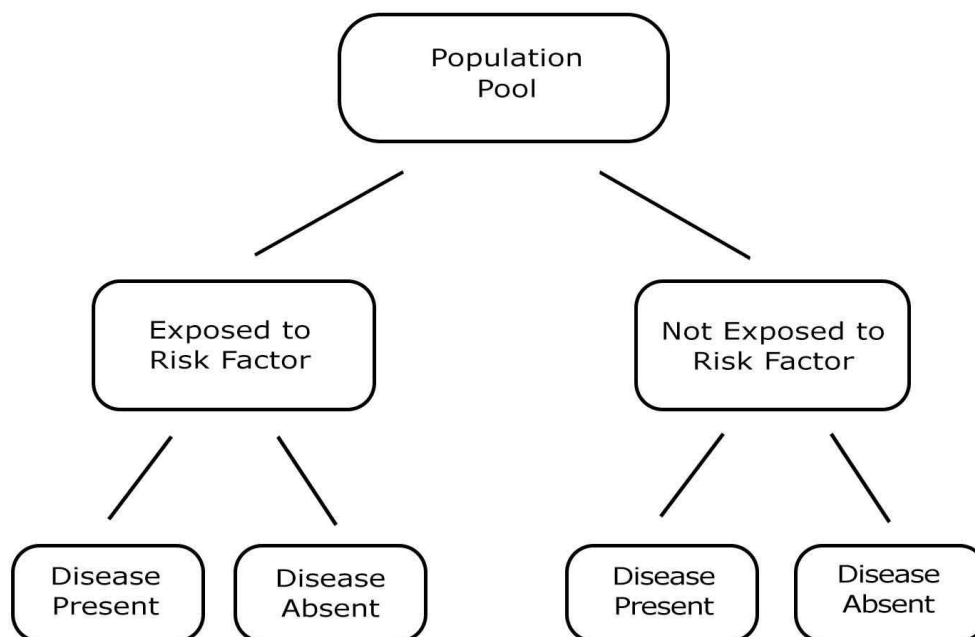 Population
Pool
Exposed to
Risk Factor
Not Exposed to
Risk Factor
Disease
Present
Disease
Absent
Disease
Present
Disease
Absent